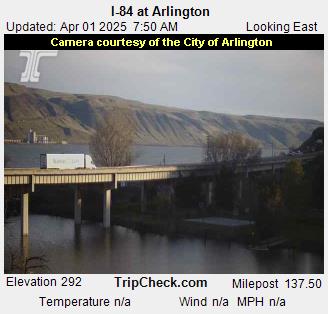 I-84 at Arlington
Updated: Apr 01 2025 7:50 AM Looking East
Camera courtesy of the City of Arlington
Elevation 292 TripCheck.com Milepost 137.50
Temperature n/a Wind n/a MPH n/a